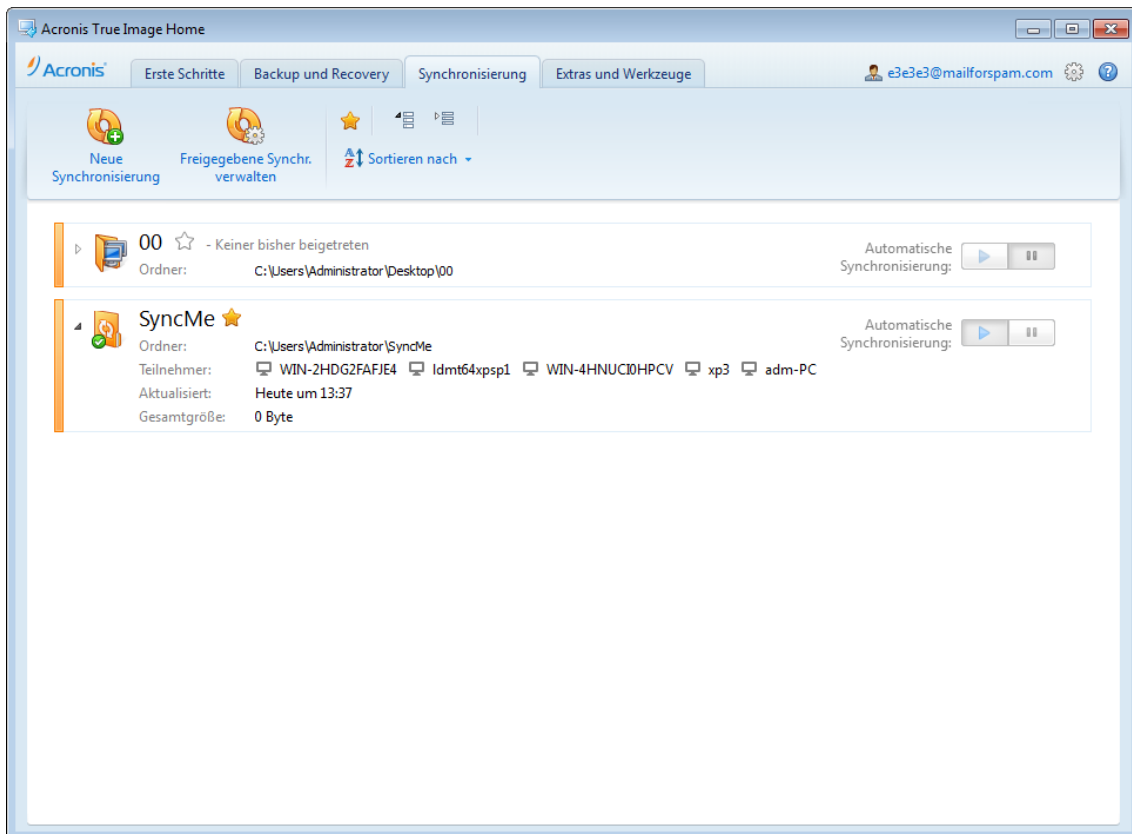 Acronis True Image Home
Acronis
Erste Schritte
Backup und Recovery
Synchronisierung
Extras und Werkzeuge
e3e3e3@mailforspam.com
Neue
Synchronisierung
Freigegebene Synchr.
verwalten
Sortieren nach
00 - Keiner bisher beigetreten
Ordner: C:\Users\Administrator\Desktop\00
Automatische
Synchronisierung:
SyncMe
Ordner: C:\Users\Administrator\SyncMe
Teilnehmer: WIN-2HDG2FAFJE4 ldmt64xpsp1 WIN-4HNUCI0HPCV xp3 adm-PC
Aktualisiert: Heute um 13:37
Gesamtgröße: 0 Byte
Automatische
Synchronisierung: